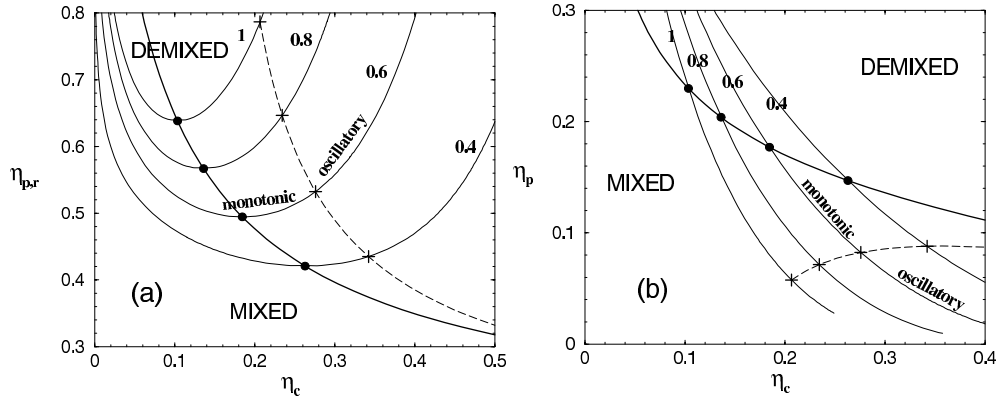 0.8
0.7
0.6
0.5
0.4
0.3
η_p,r
DEMIXED
1
0.8
0.6
0.4
oscillatory
monotonic
(a)
MIXED
0 0.1 0.2 0.3 0.4 0.5
η_c
0.3
0.2
0.1
0
η_p
1
0.8
0.6
0.4
DEMIXED
MIXED
monotonic
oscillatory
(b)
0 0.1 0.2 0.3 0.4
η_c